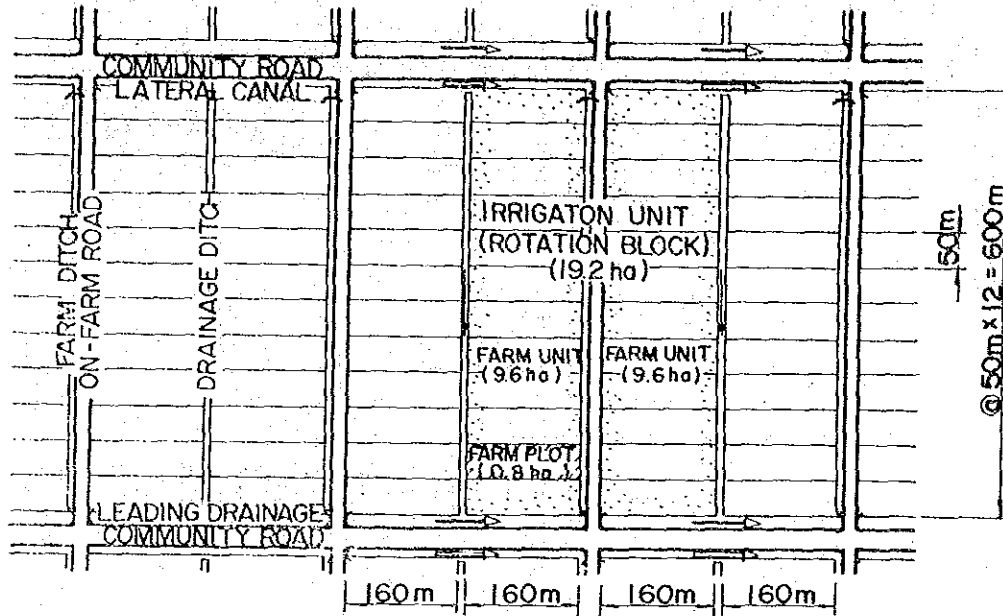 COMMUNITY ROAD
LATERAL CANAL
FARM DITCH
ON-FARM ROAD
DRAINAGE DITCH
IRRIGATON UNIT
(ROTATION BLOCK)
(19.2 ha)
50m
@50m x 12 = 600m
FARM UNIT
(9.6 ha)
FARM UNIT
(9.6 ha)
FARM PLOT
(0.8 ha)
LEADING DRAINAGE
COMMUNITY ROAD
160m
160m
160m
160m